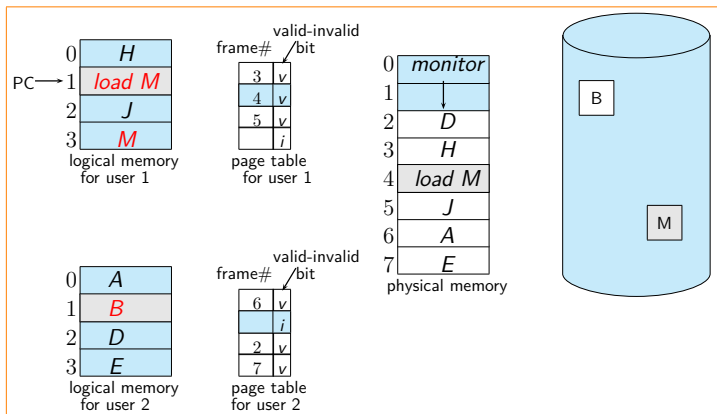 PC
0 H
1 load M
2 J
3 M
logical memory
for user 1
frame#
valid-invalid
bit
3 v
4 v
5 v
i
page table
for user 1
0 monitor
1
2 D
3 H
4 load M
5 J
6 A
7 E
physical memory
B
M
0 A
1 B
2 D
3 E
logical memory
for user 2
frame#
valid-invalid
bit
6 v
i
2 v
7 v
page table
for user 2